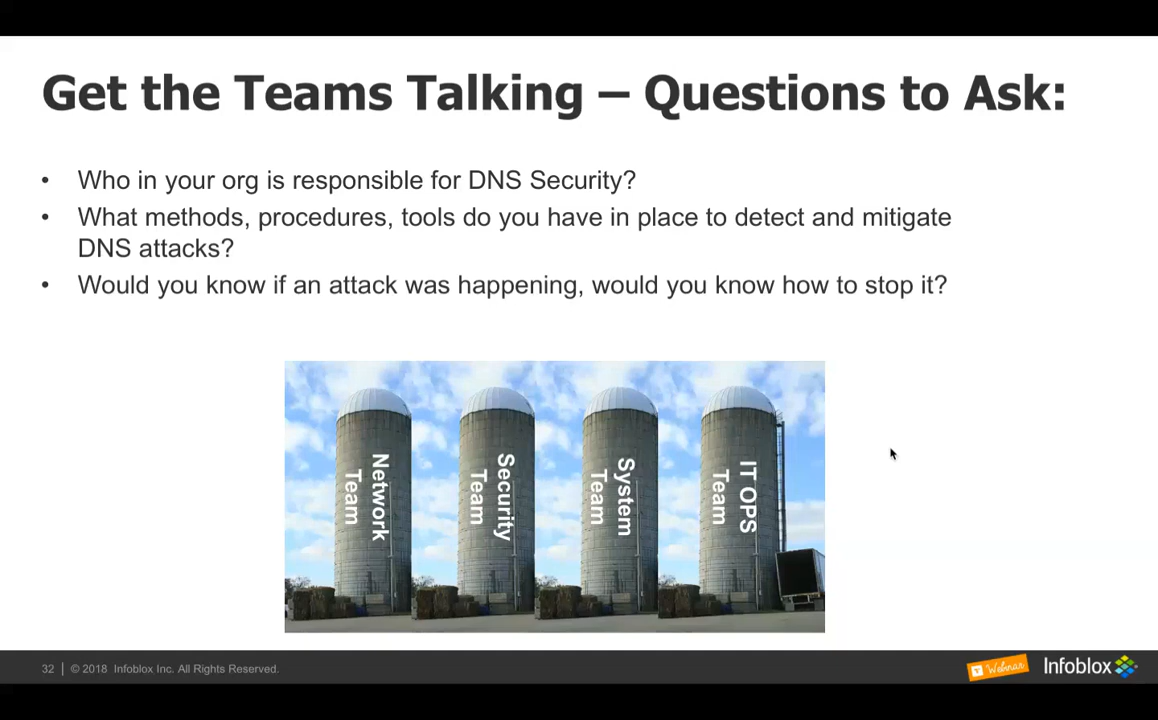 Get the Teams Talking – Questions to Ask:
• Who in your org is responsible for DNS Security?
• What methods, procedures, tools do you have in place to detect and mitigate
DNS attacks?
• Would you know if an attack was happening, would you know how to stop it?
Network
Team
Security
Team
System
Team
IT OPS
Team
32 | © 2018 Infoblox Inc. All Rights Reserved.
Webinar
Infoblox